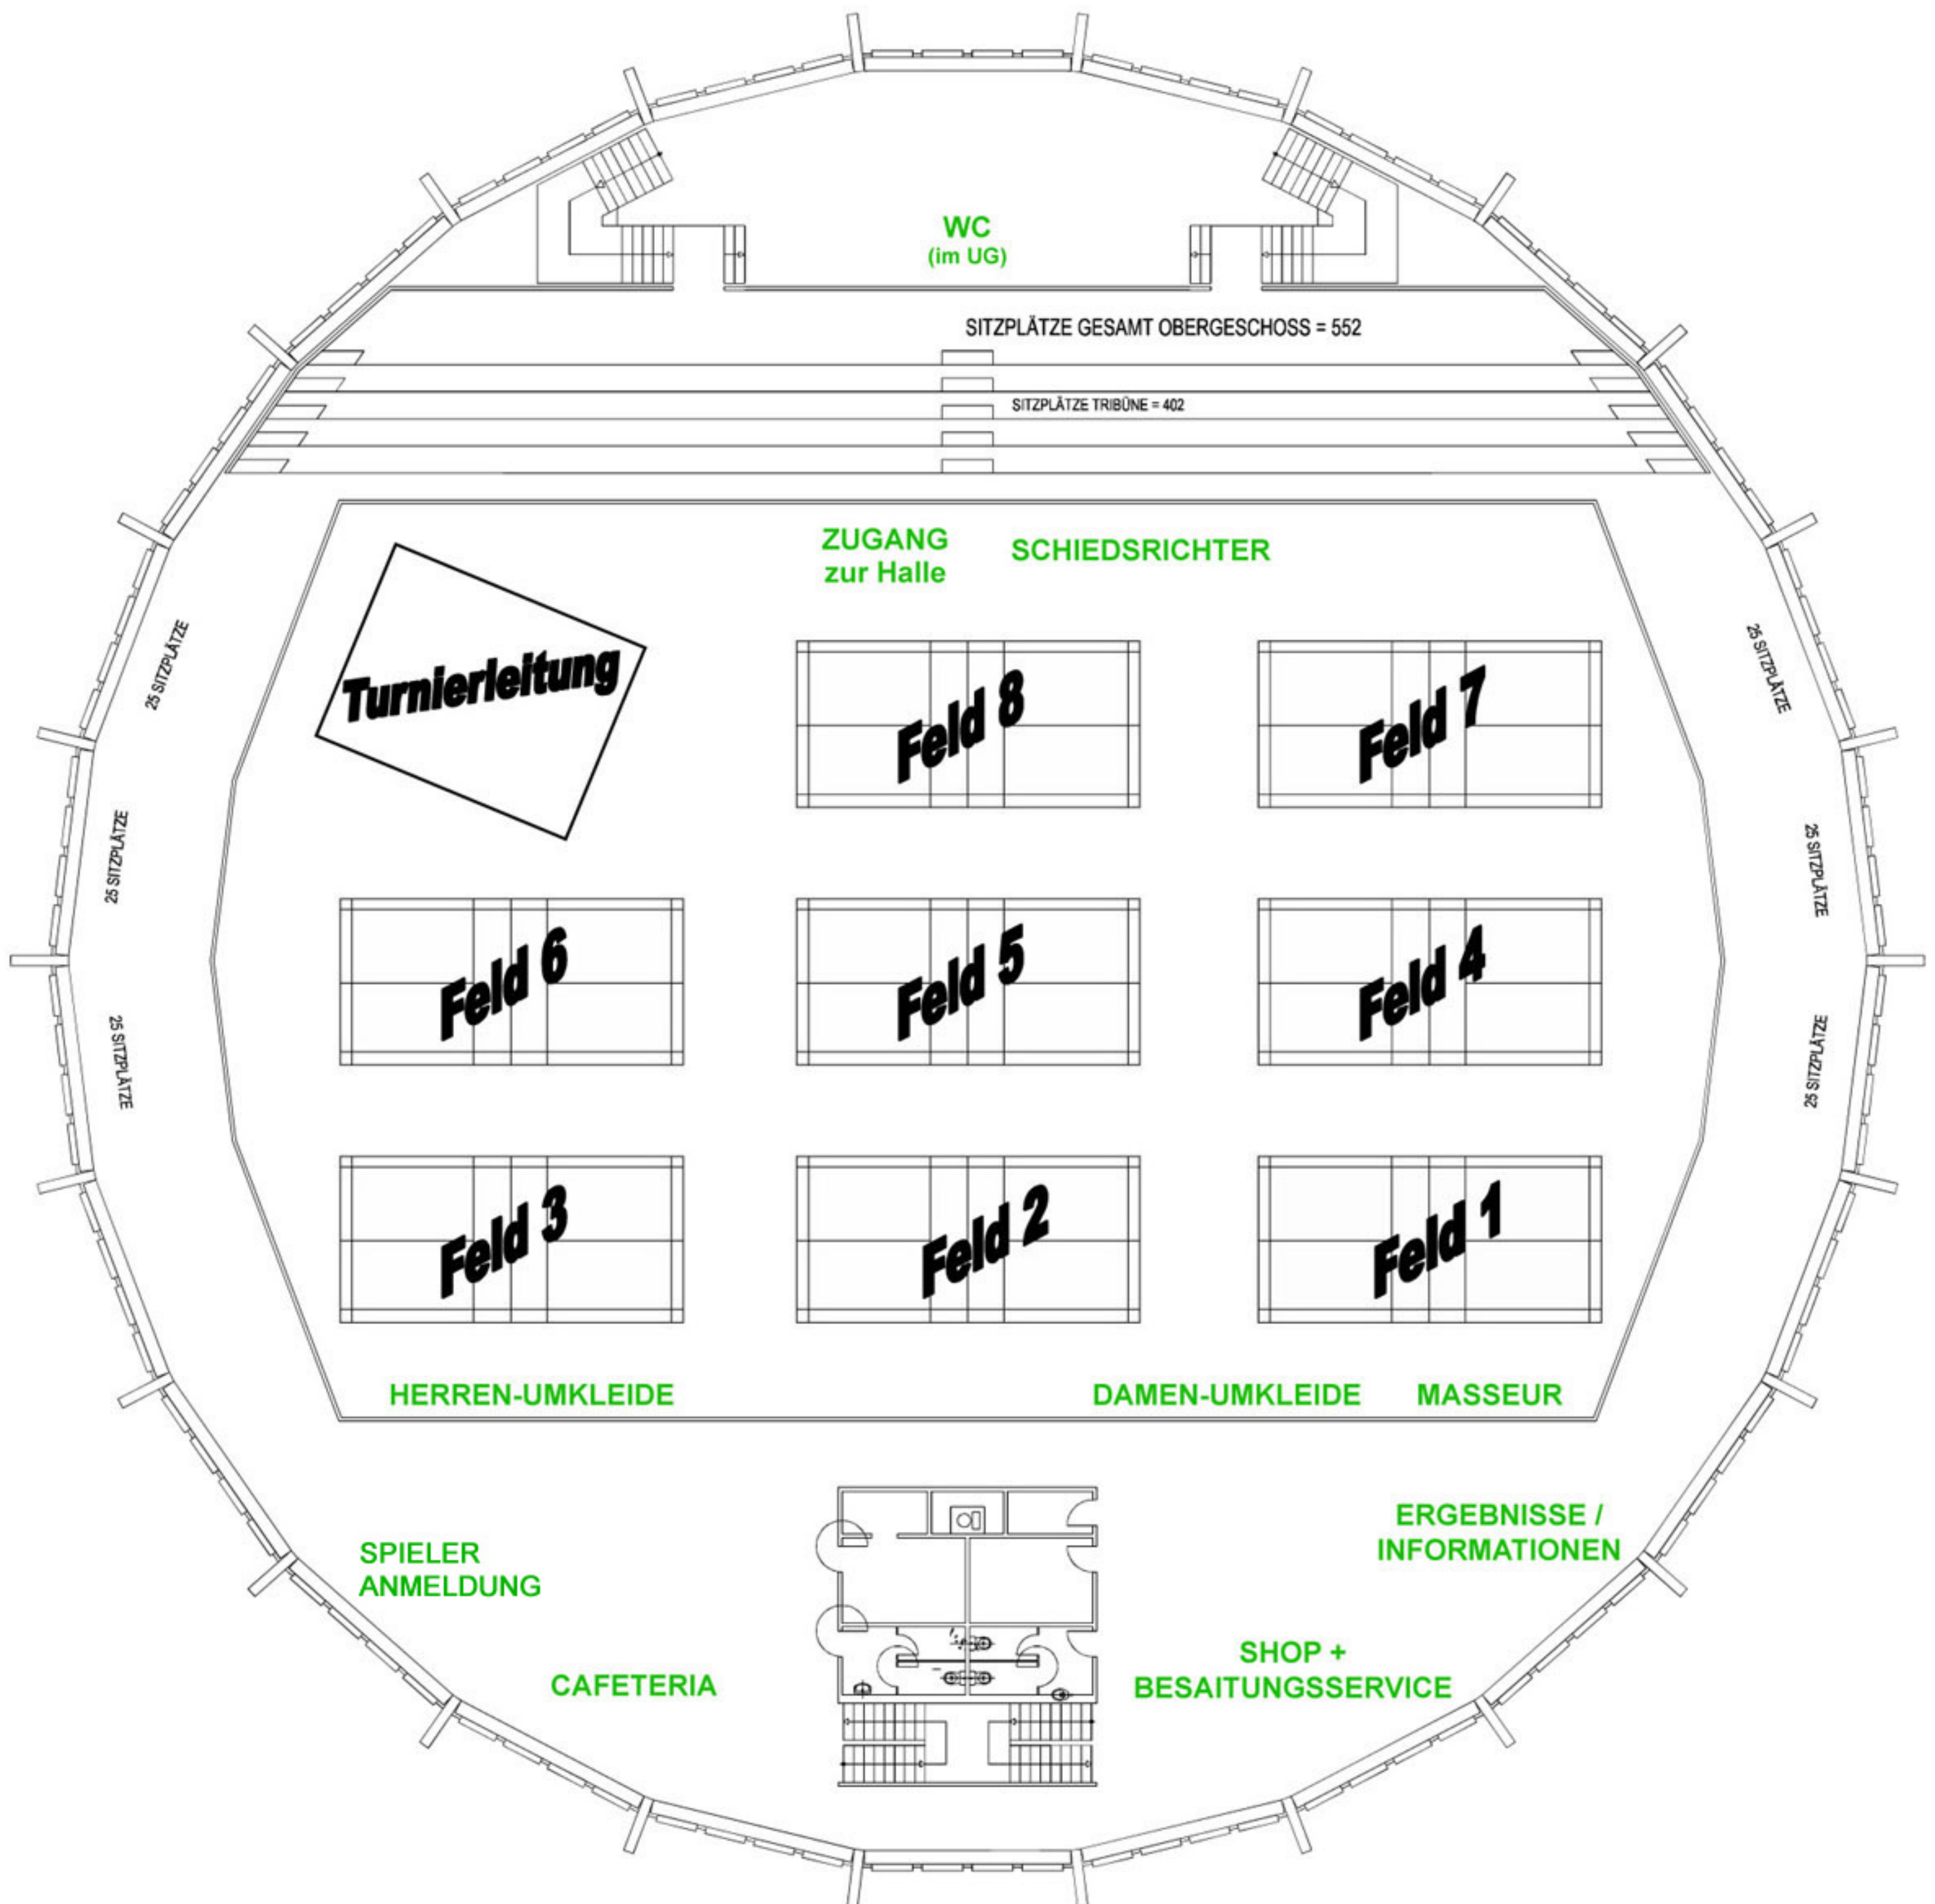 WC
(im UG)
SITZPLÄTZE GESAMT OBERGESCHOSS = 552
SITZPLÄTZE TRIBÜNE = 402
ZUGANG
zur Halle
SCHIEDSRICHTER
25 SITZPLÄTZE
25 SITZPLÄTZE
Turnierleitung
Feld 8
Feld 7
25 SITZPLÄTZE
25 SITZPLÄTZE
Feld 6
Feld 5
Feld 4
25 SITZPLÄTZE
25 SITZPLÄTZE
Feld 3
Feld 2
Feld 1
HERREN-UMKLEIDE
DAMEN-UMKLEIDE
MASSEUR
SPIELER
ANMELDUNG
ERGEBNISSE /
INFORMATIONEN
CAFETERIA
SHOP +
BESAITUNGSSERVICE